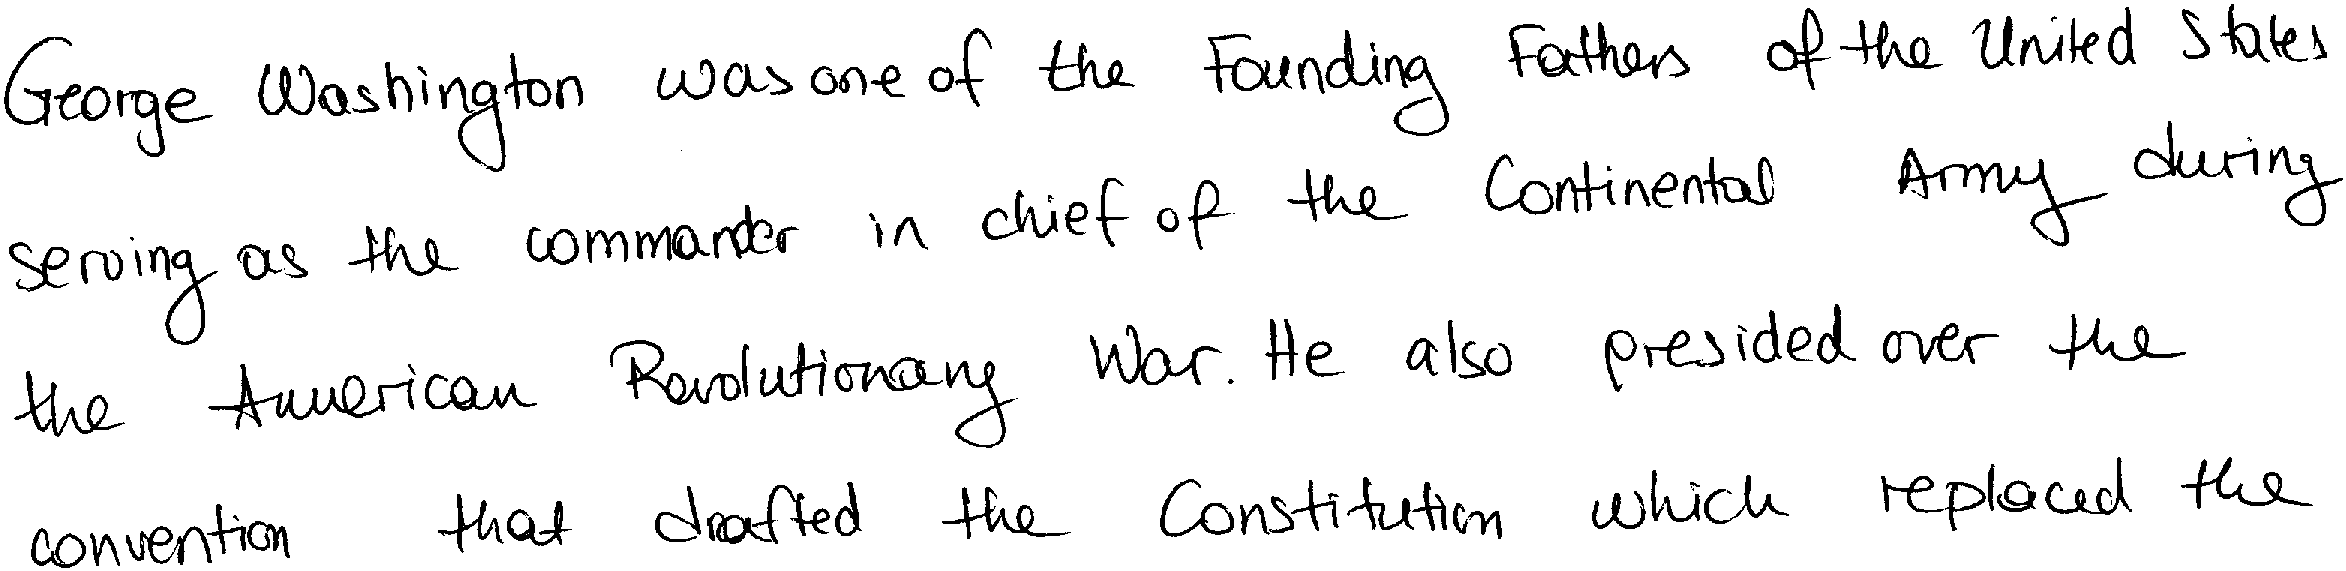 George Washington was one of the Founding Fathers of the United States
serving as the commander in chief of the Continental Army during
the American Revolutionary War. He also presided over the
convention that drafted the Constitution which replaced the